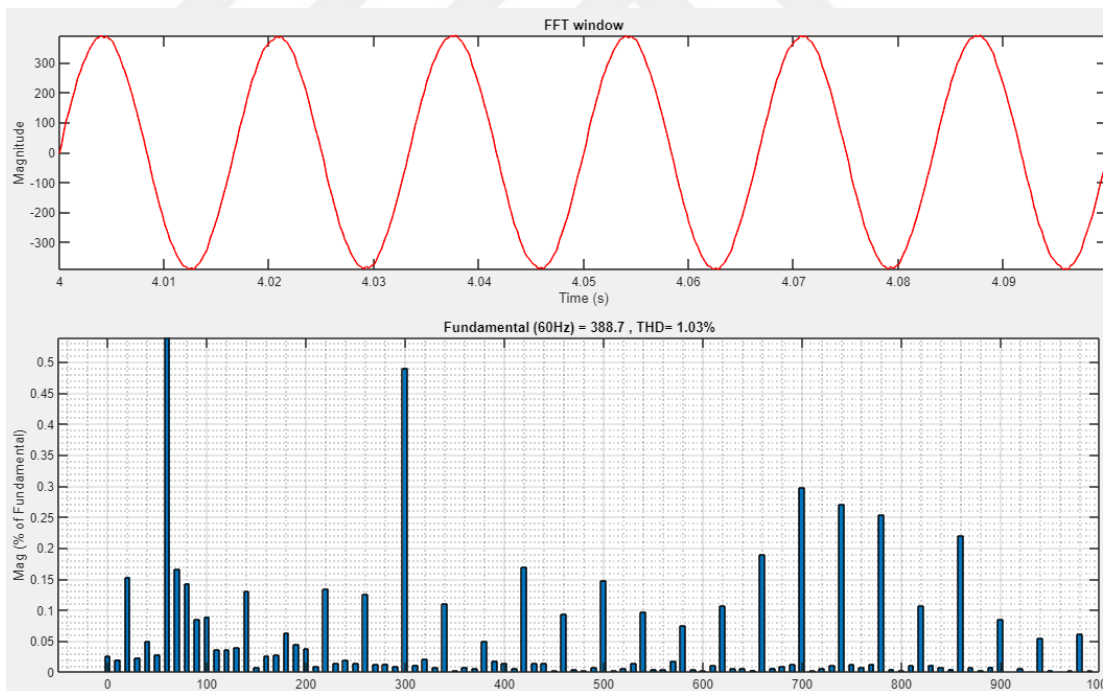 FFT window
300
200
100
0
-100
-200
-300
Magnitude
4 4.01 4.02 4.03 4.04 4.05 4.06 4.07 4.08 4.09
Time (s)
Fundamental (60Hz) = 388.7 , THD= 1.03%
0.5
0.45
0.4
0.35
0.3
0.25
0.2
0.15
0.1
0.05
0
Mag (% of Fundamental)
0 100 200 300 400 500 600 700 800 900 100